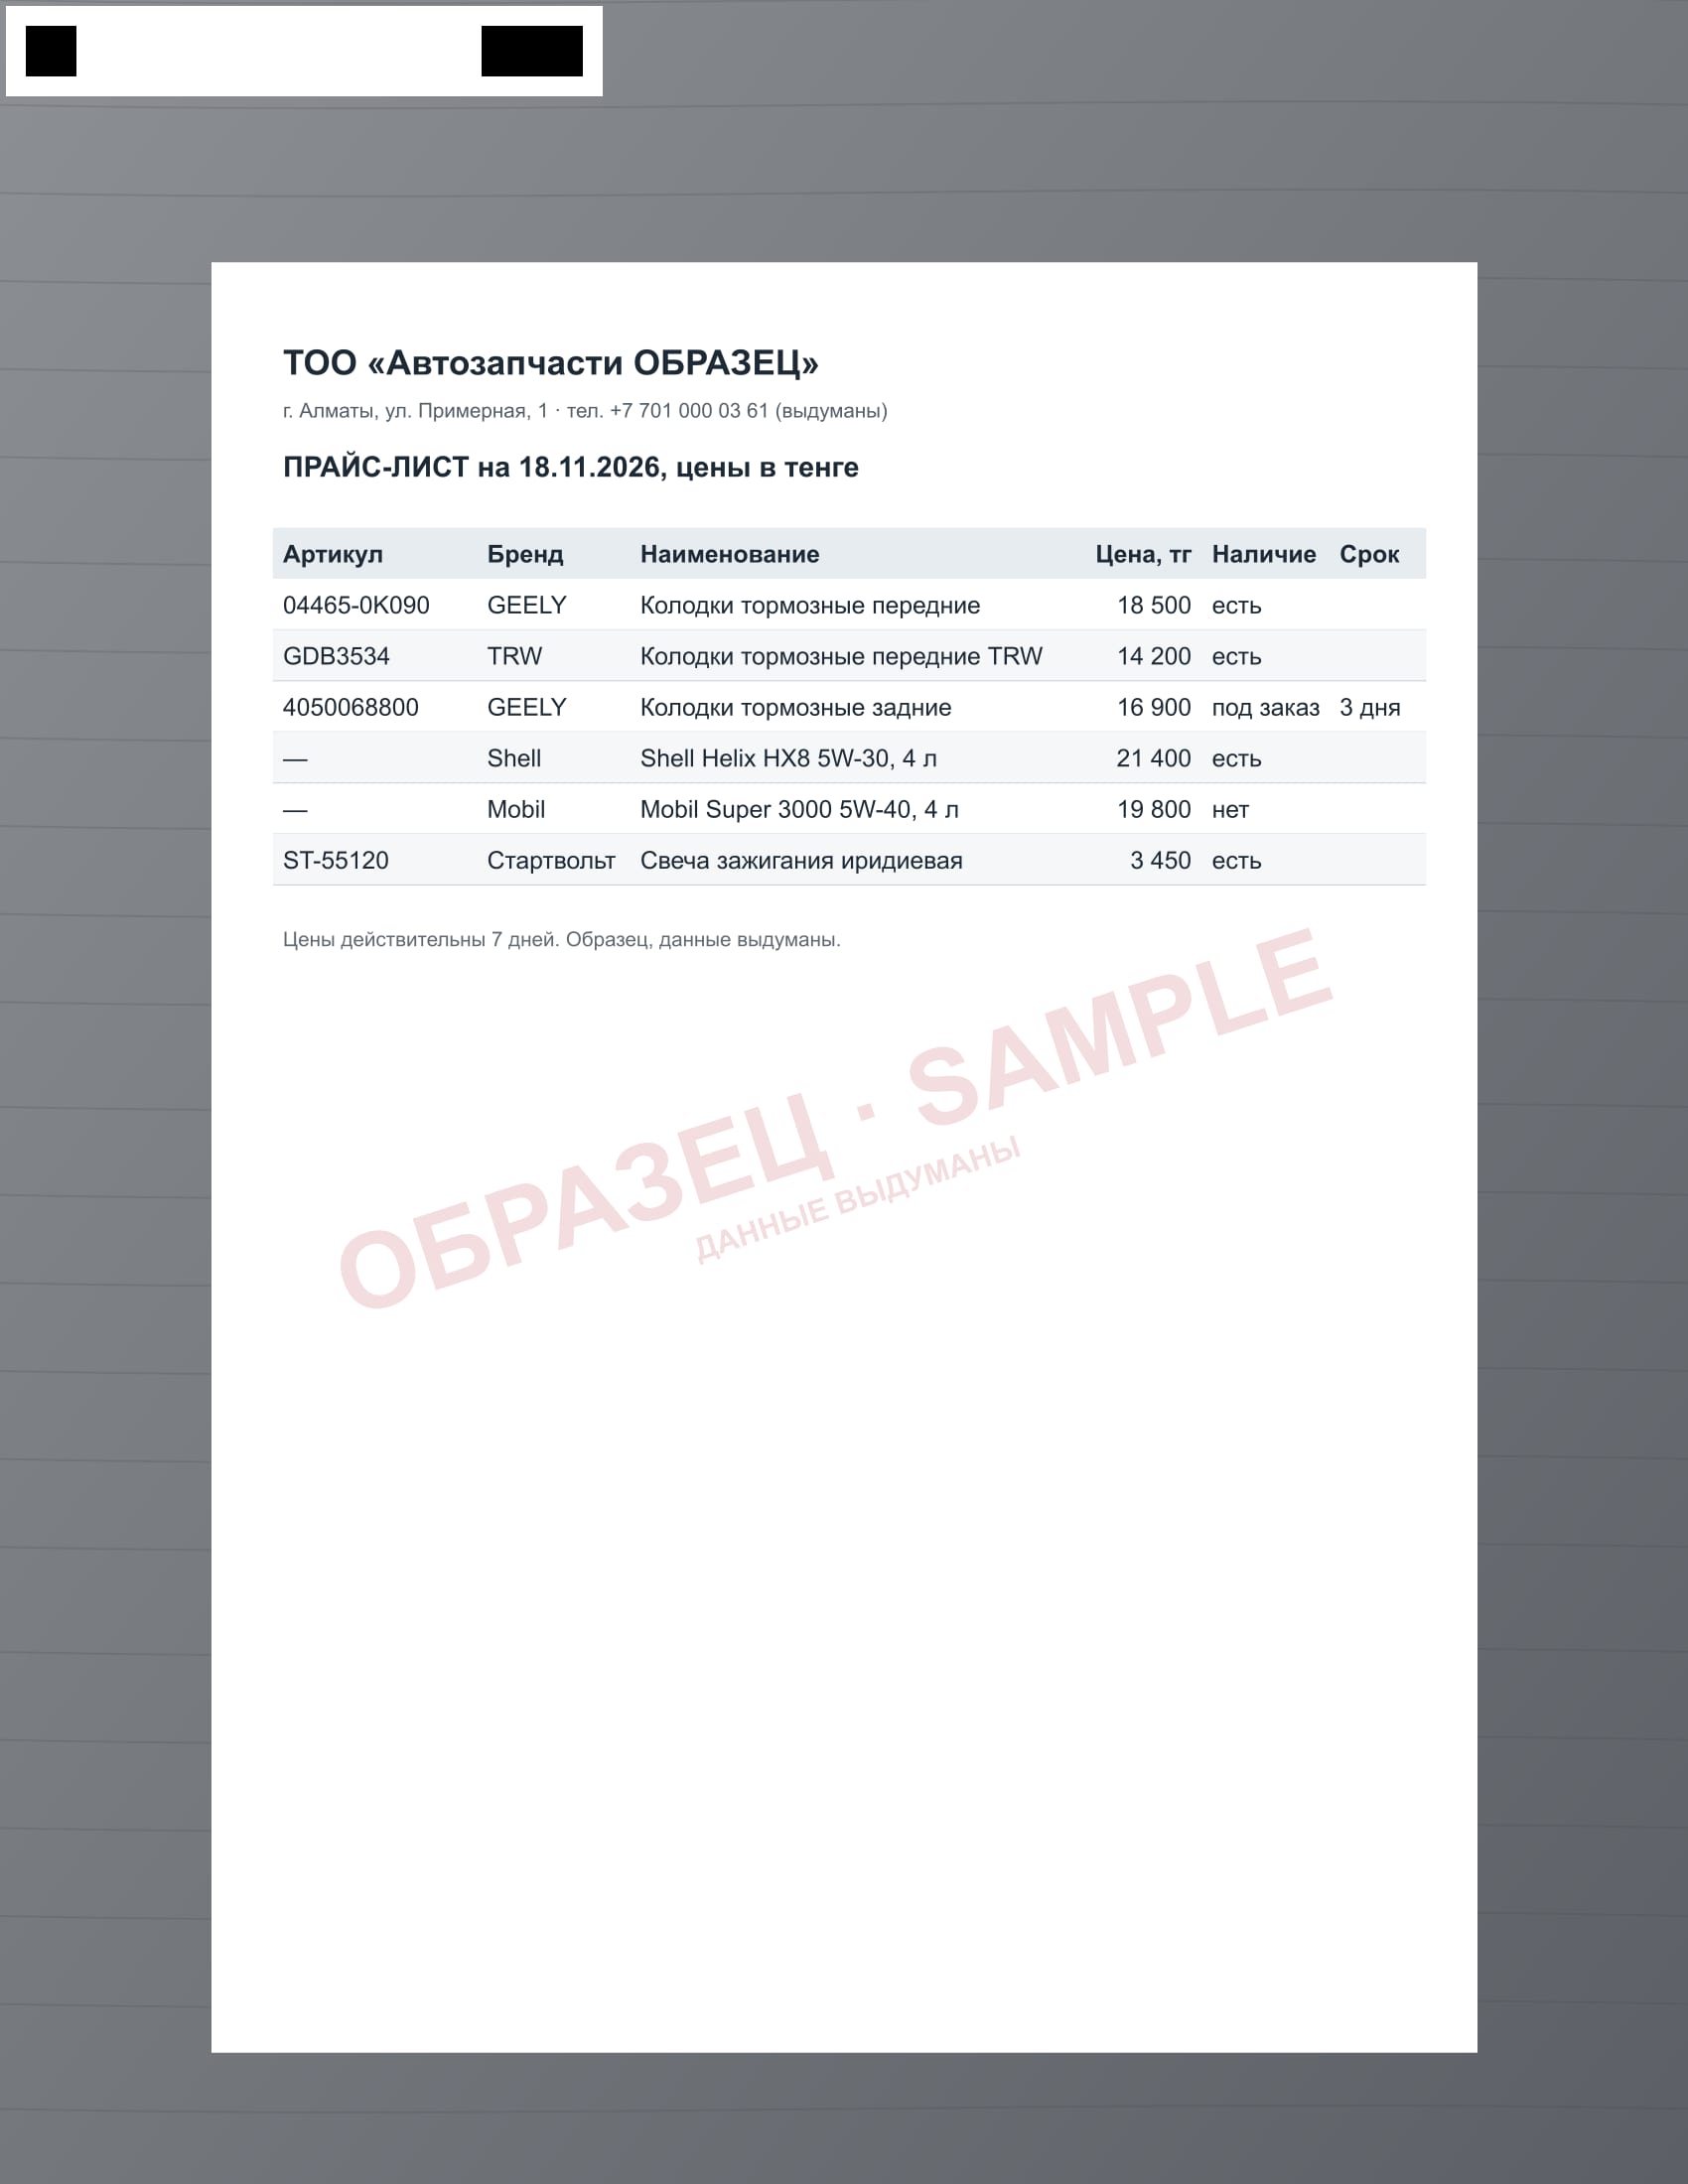 ТОО «Автозапчасти ОБРАЗЕЦ»
г. Алматы, ул. Примерная, 1 · тел. +7 701 000 03 61 (выдуманы)
ПРАЙС-ЛИСТ на 18.11.2026, цены в тенге
Артикул Бренд Наименование Цена, тг Наличие Срок
04465-0K090 GEELY Колодки тормозные передние 18 500 есть
GDB3534 TRW Колодки тормозные передние TRW 14 200 есть
4050068800 GEELY Колодки тормозные задние 16 900 под заказ 3 дня
— Shell Shell Helix HX8 5W-30, 4 л 21 400 есть
— Mobil Mobil Super 3000 5W-40, 4 л 19 800 нет
ST-55120 Стартвольт Свеча зажигания иридиевая 3 450 есть
Цены действительны 7 дней. Образец, данные выдуманы.
ОБРАЗЕЦ · SAMPLE
ДАННЫЕ ВЫДУМАНЫ